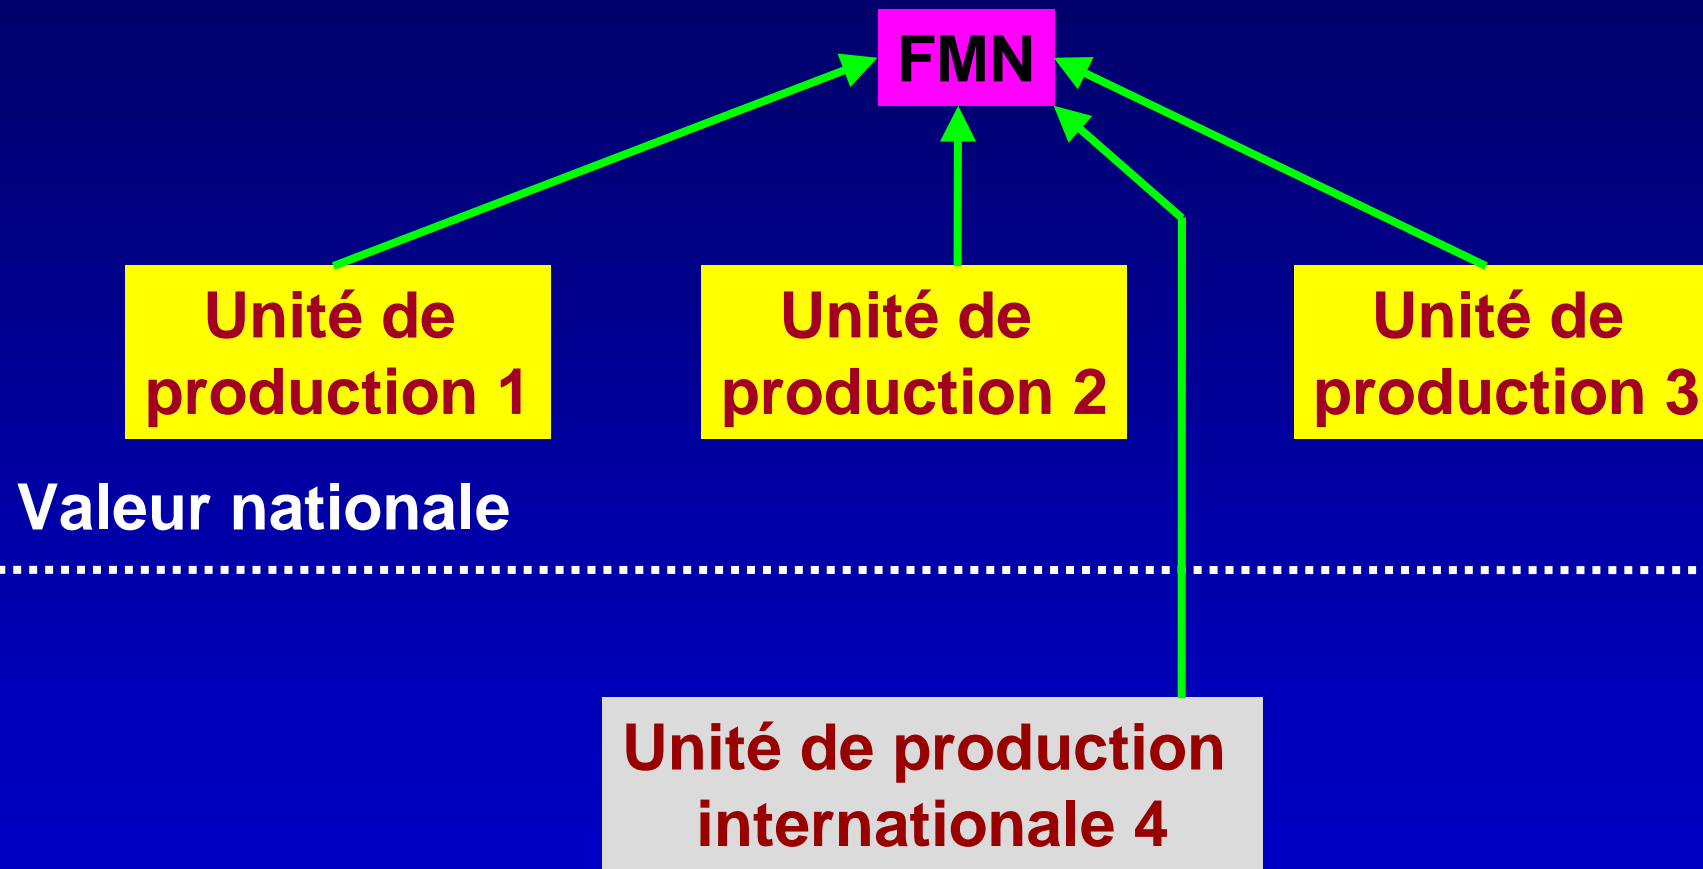 FMN
Unité de
production 1
Unité de
production 2
Unité de
production 3
Valeur nationale
Unité de production
internationale 4